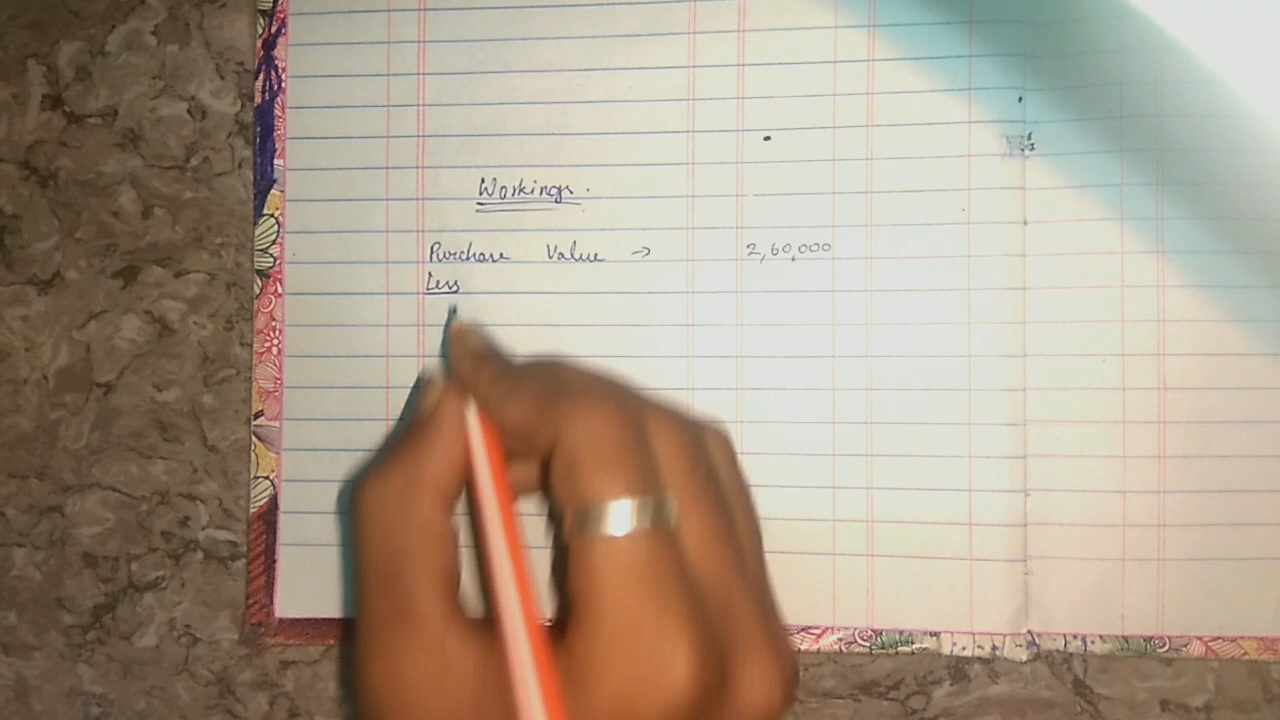 Workings.
Purchase Value → 2,60,000
Less